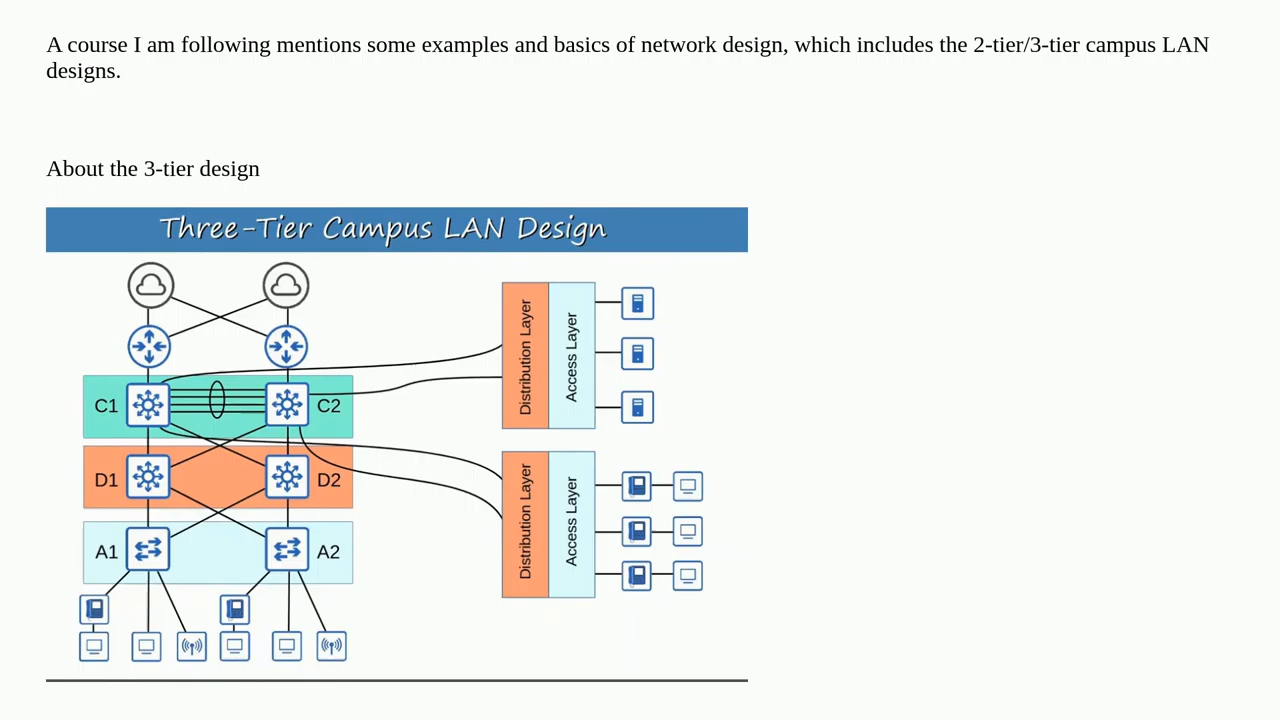 A course I am following mentions some examples and basics of network design, which includes the 2-tier/3-tier campus LAN
designs.
About the 3-tier design
Three-Tier Campus LAN Design
C1
C2
D1
D2
A1
A2
Distribution Layer
Access Layer
Distribution Layer
Access Layer